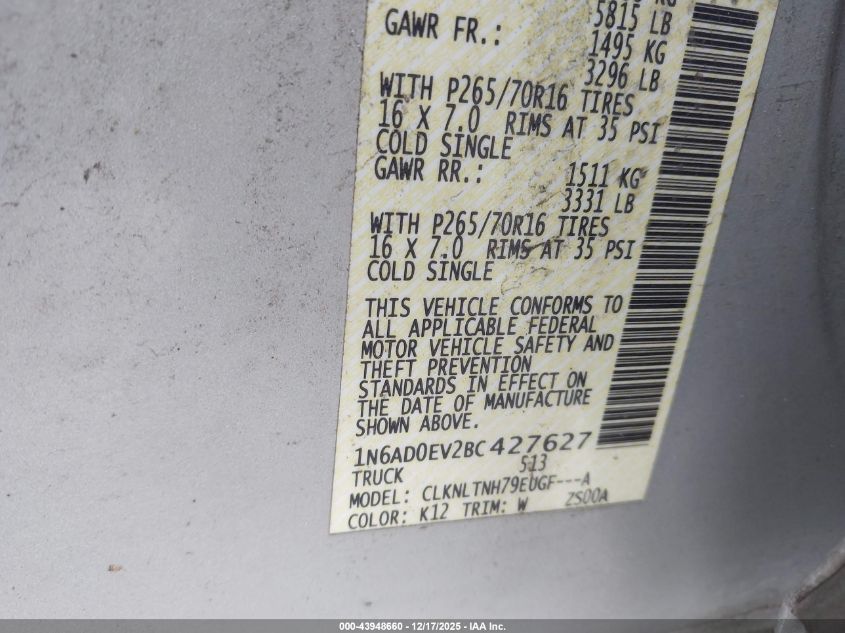 5815 LB
GAWR FR.: 1495 KG
3296 LB
WITH P265/70R16 TIRES
16 X 7.0 RIMS AT 35 PSI
COLD SINGLE
GAWR RR.: 1511 KG
3331 LB
WITH P265/70R16 TIRES
16 X 7.0 RIMS AT 35 PSI
COLD SINGLE
THIS VEHICLE CONFORMS TO
ALL APPLICABLE FEDERAL
MOTOR VEHICLE SAFETY AND
THEFT PREVENTION
STANDARDS IN EFFECT ON
THE DATE OF MANUFACTURE
SHOWN ABOVE.
1N6AD0EV2BC427627
TRUCK 513
MODEL: CLKNLTNH79EUGF---A
COLOR: K12 TRIM: W ZS00A
000-43948660 - 12/17/2025 - IAA Inc.